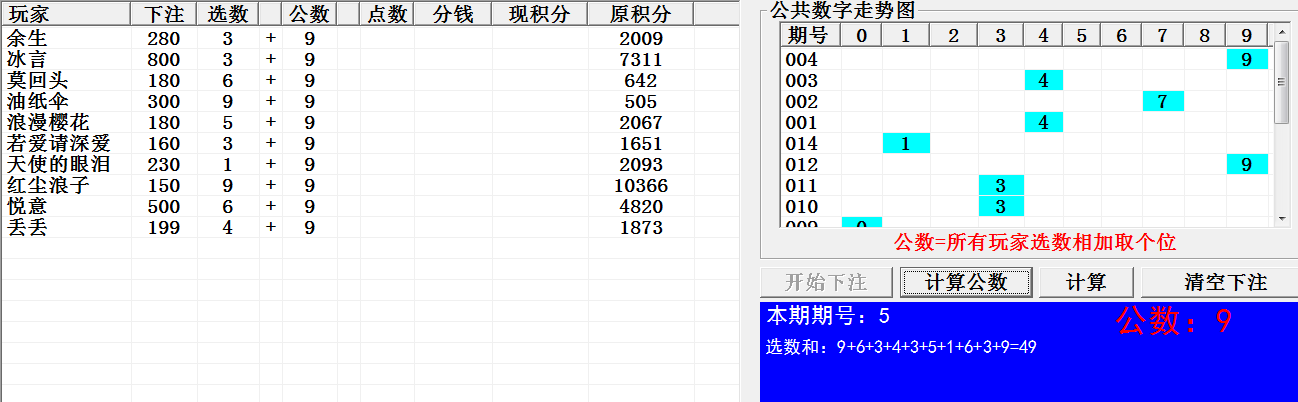 玩家 下注 选数 公数 点数 分钱 现积分 原积分
余生 280 3 + 9 2009
冰言 800 3 + 9 7311
莫回头 180 6 + 9 642
油纸伞 300 9 + 9 505
浪漫樱花 180 5 + 9 2067
若爱请深爱 160 3 + 9 1651
天使的眼泪 230 1 + 9 2093
红尘浪子 150 9 + 9 10366
悦意 500 6 + 9 4820
丢丢 199 4 + 9 1873
公共数字走势图
期号 0 1 2 3 4 5 6 7 8 9
004 9
003 4
002 7
001 4
014 1
012 9
011 3
010 3
009 0
公数=所有玩家选数相加取个位
开始下注 计算公数 计算 清空下注
本期期号：5 公数：9
选数和：9+6+3+4+3+5+1+6+3+9=49